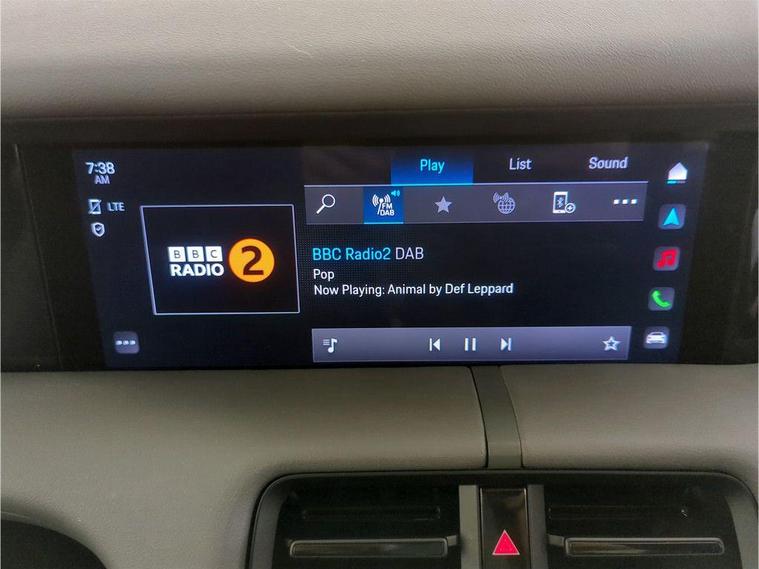 7:38
AM
LTE
Play
List
Sound
FM
DAB
BBC
RADIO 2
BBC Radio2 DAB
Pop
Now Playing: Animal by Def Leppard